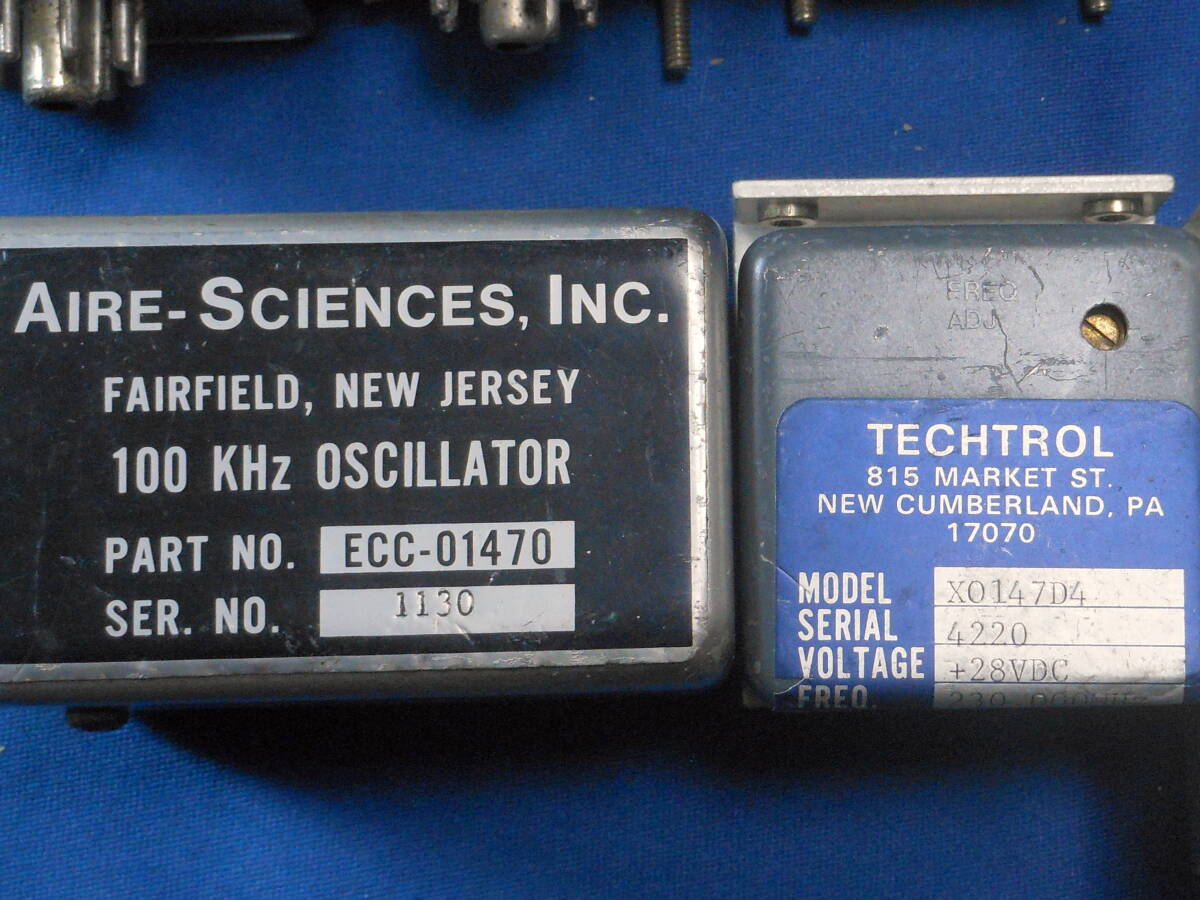 AIRE-SCIENCES, INC.
FAIRFIELD, NEW JERSEY
100 KHz OSCILLATOR
PART NO. ECC-01470
SER. NO. 1130
FREQ
ADJ
TECHTROL
815 MARKET ST.
NEW CUMBERLAND, PA
17070
MODEL XO147D4
SERIAL 4220
VOLTAGE +28VDC
FREQ.